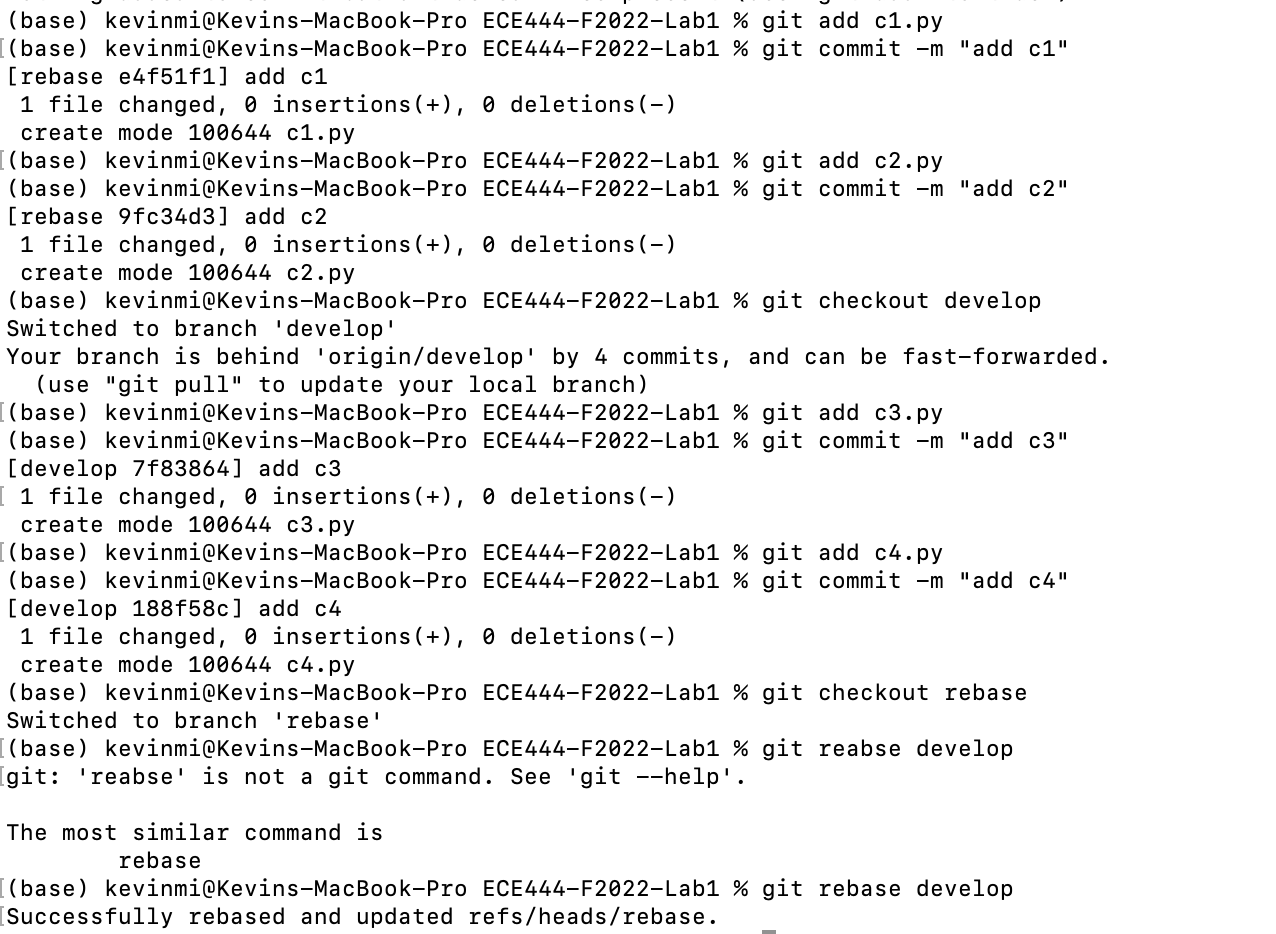 (base) kevinmi@Kevins-MacBook-Pro ECE444-F2022-Lab1 % git add c1.py
(base) kevinmi@Kevins-MacBook-Pro ECE444-F2022-Lab1 % git commit -m "add c1"
[rebase e4f51f1] add c1
 1 file changed, 0 insertions(+), 0 deletions(-)
 create mode 100644 c1.py
(base) kevinmi@Kevins-MacBook-Pro ECE444-F2022-Lab1 % git add c2.py
(base) kevinmi@Kevins-MacBook-Pro ECE444-F2022-Lab1 % git commit -m "add c2"
[rebase 9fc34d3] add c2
 1 file changed, 0 insertions(+), 0 deletions(-)
 create mode 100644 c2.py
(base) kevinmi@Kevins-MacBook-Pro ECE444-F2022-Lab1 % git checkout develop
Switched to branch 'develop'
Your branch is behind 'origin/develop' by 4 commits, and can be fast-forwarded.
  (use "git pull" to update your local branch)
(base) kevinmi@Kevins-MacBook-Pro ECE444-F2022-Lab1 % git add c3.py
(base) kevinmi@Kevins-MacBook-Pro ECE444-F2022-Lab1 % git commit -m "add c3"
[develop 7f83864] add c3
 1 file changed, 0 insertions(+), 0 deletions(-)
 create mode 100644 c3.py
(base) kevinmi@Kevins-MacBook-Pro ECE444-F2022-Lab1 % git add c4.py
(base) kevinmi@Kevins-MacBook-Pro ECE444-F2022-Lab1 % git commit -m "add c4"
[develop 188f58c] add c4
 1 file changed, 0 insertions(+), 0 deletions(-)
 create mode 100644 c4.py
(base) kevinmi@Kevins-MacBook-Pro ECE444-F2022-Lab1 % git checkout rebase
Switched to branch 'rebase'
(base) kevinmi@Kevins-MacBook-Pro ECE444-F2022-Lab1 % git reabse develop
git: 'reabse' is not a git command. See 'git --help'.

The most similar command is
        rebase
(base) kevinmi@Kevins-MacBook-Pro ECE444-F2022-Lab1 % git rebase develop
Successfully rebased and updated refs/heads/rebase.